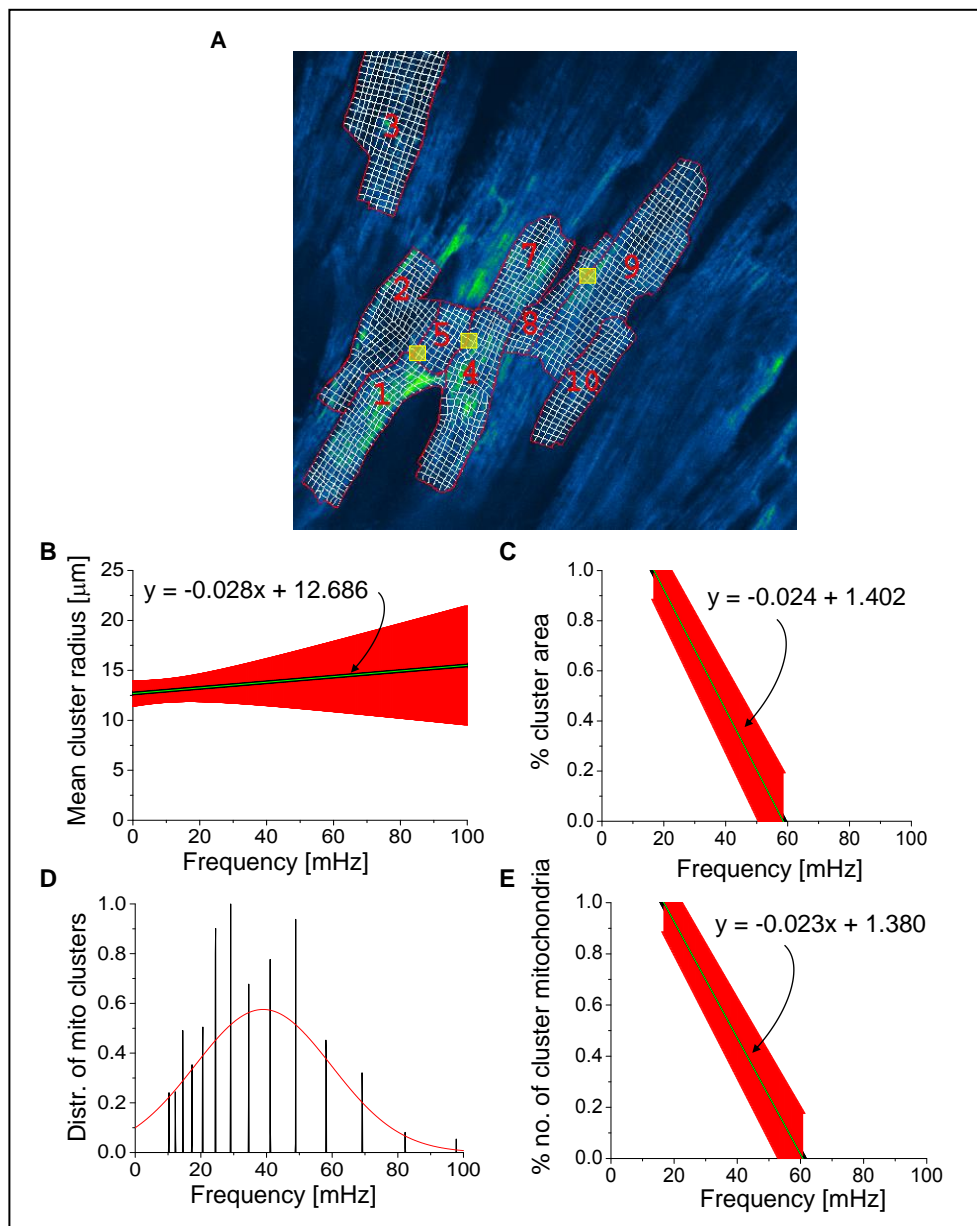 A
3
7
9
2
8
5
4
10
1
B
Mean cluster radius [μm]
25
20
15
10
5
0
y = -0.028x + 12.686
0 20 40 60 80 100
Frequency [mHz]
C
% cluster area
1.0
0.8
0.6
0.4
0.2
0.0
y = -0.024 + 1.402
0 20 40 60 80 100
Frequency [mHz]
D
Distr. of mito clusters
1.0
0.8
0.6
0.4
0.2
0.0
0 20 40 60 80 100
Frequency [mHz]
E
% no. of cluster mitochondria
1.0
0.8
0.6
0.4
0.2
0.0
y = -0.023x + 1.380
0 20 40 60 80 100
Frequency [mHz]